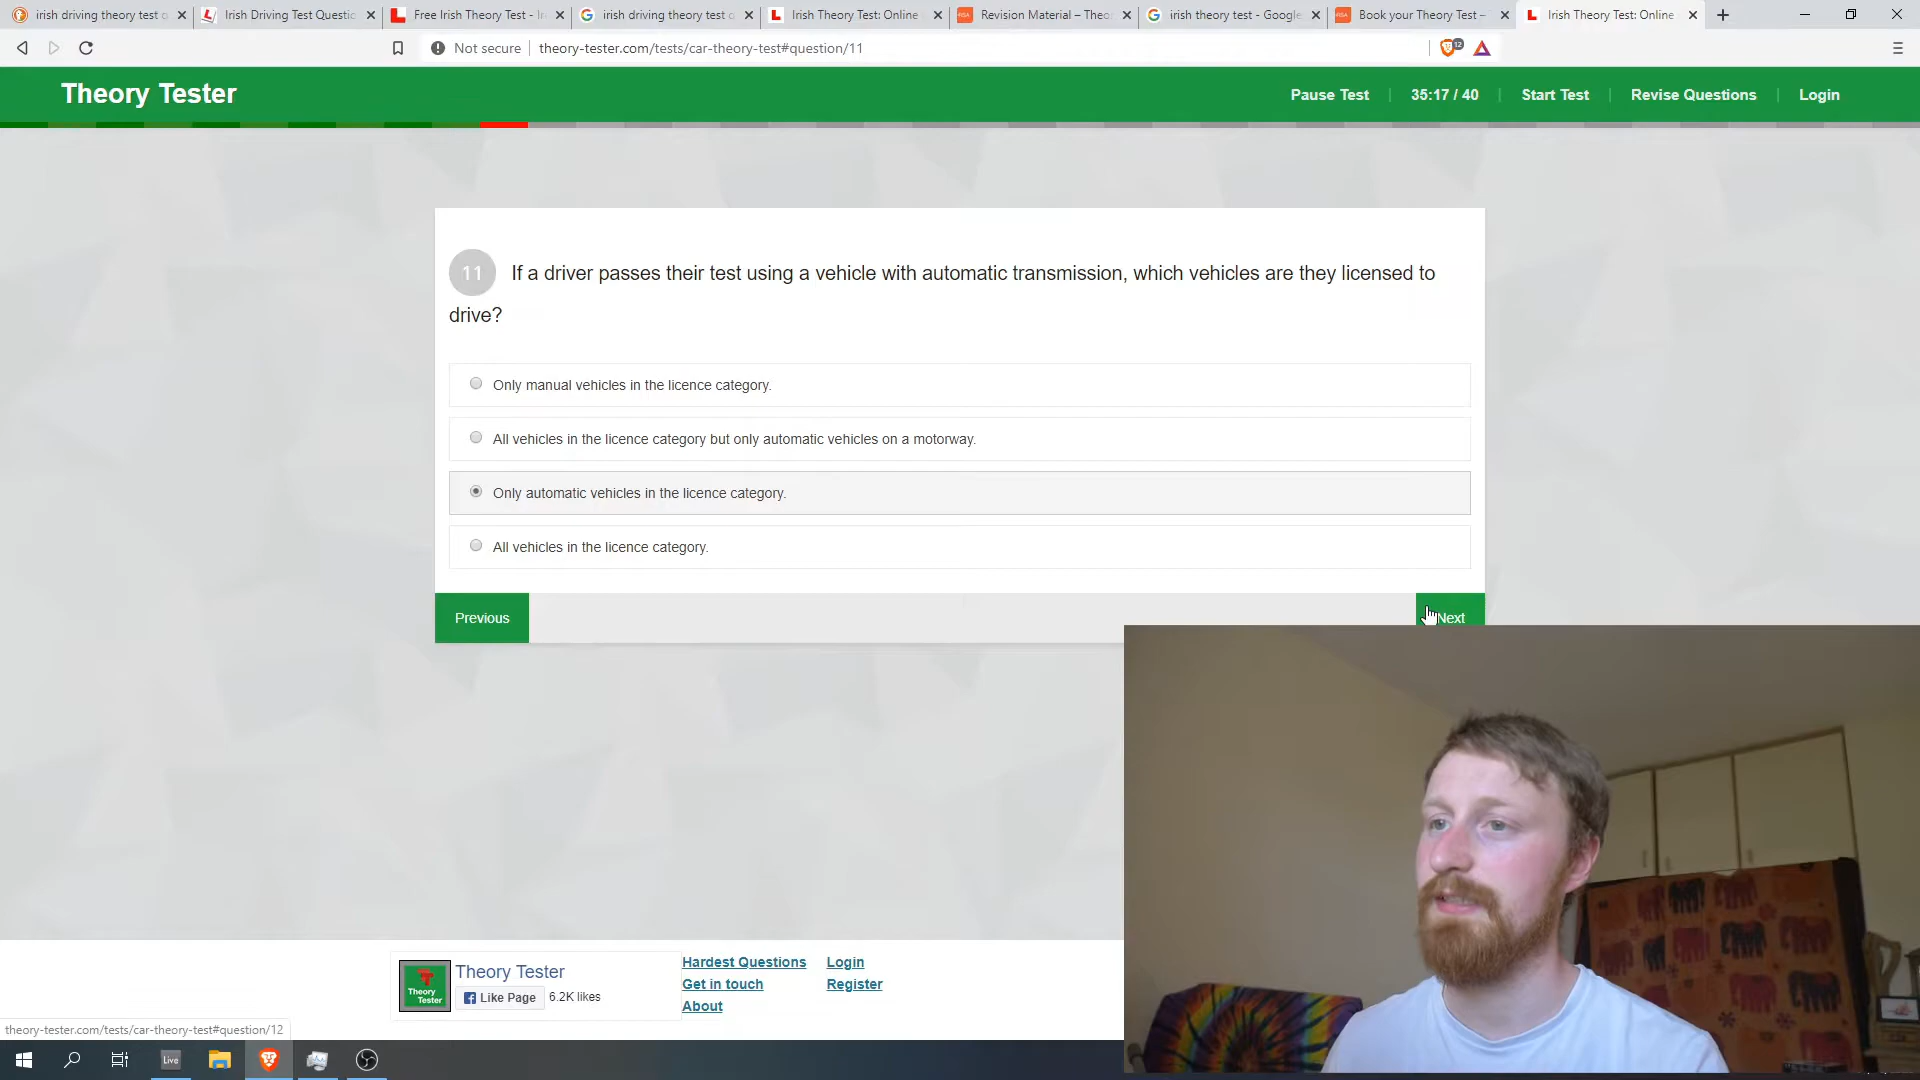 irish driving theory test o
Irish Driving Test Questio
Free Irish Theory Test - Ir
irish driving theory test o
Irish Theory Test: Online
Revision Material – Theo
irish theory test - Google
Book your Theory Test –
Irish Theory Test: Online
Not secure
theory-tester.com/tests/car-theory-test#question/11
12
Theory Tester
Pause Test
35:17 / 40
Start Test
Revise Questions
Login
11 If a driver passes their test using a vehicle with automatic transmission, which vehicles are they licensed to
drive?
Only manual vehicles in the licence category.
All vehicles in the licence category but only automatic vehicles on a motorway.
Only automatic vehicles in the licence category.
All vehicles in the licence category.
Previous
Next
Theory
Tester
Theory Tester
Like Page
6.2K likes
Hardest Questions
Get in touch
About
Login
Register
theory-tester.com/tests/car-theory-test#question/12
Live